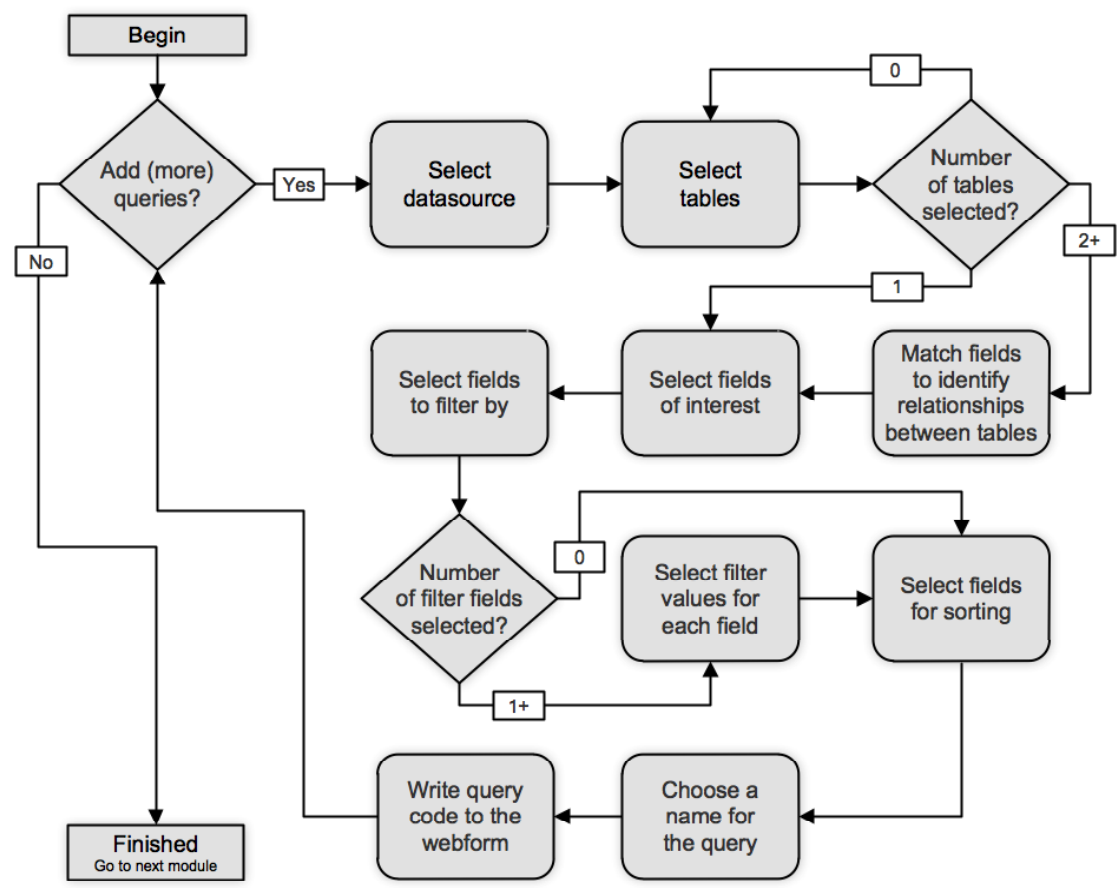 Begin
Add (more)
queries?
Yes
No
Select
datasource
Select
tables
0
Number
of tables
selected?
2+
1
Match fields
to identify
relationships
between tables
Select fields
of interest
Select fields
to filter by
Number
of filter fields
selected?
0
1+
Select filter
values for
each field
Select fields
for sorting
Choose a
name for
the query
Write query
code to the
webform
Finished
Go to next module